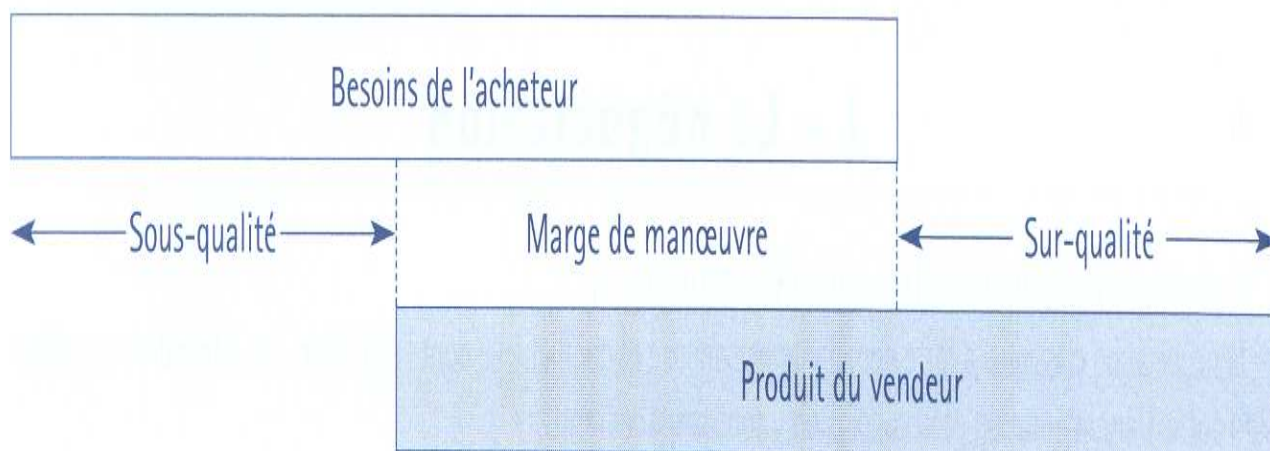 Besoins de l'acheteur
Sous-qualité
Marge de manœuvre
Sur-qualité
Produit du vendeur